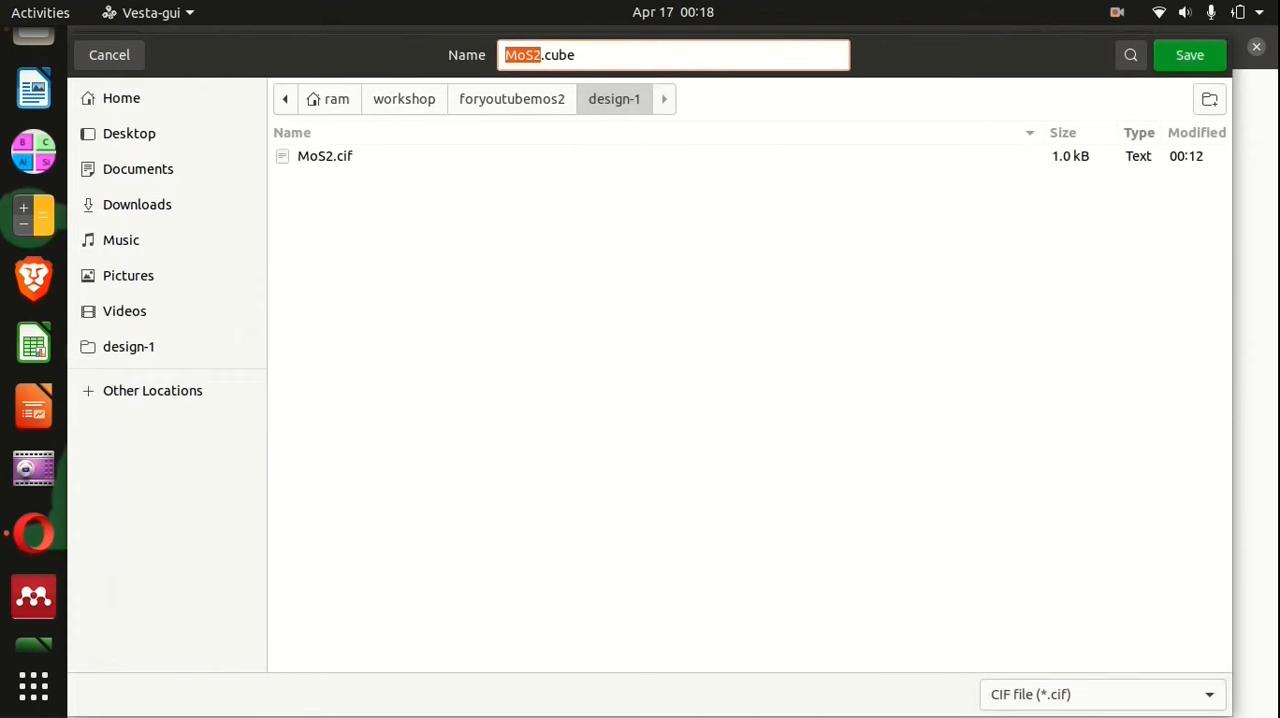 Activities Vesta-gui Apr 17 00:18
Cancel Name MoS2.cube Save
ram workshop foryoutubemos2 design-1
Name Size Type Modified
MoS2.cif 1.0 kB Text 00:12
Home
Desktop
Documents
Downloads
Music
Pictures
Videos
design-1
Other Locations
B C
Al Si
CIF file (*.cif)